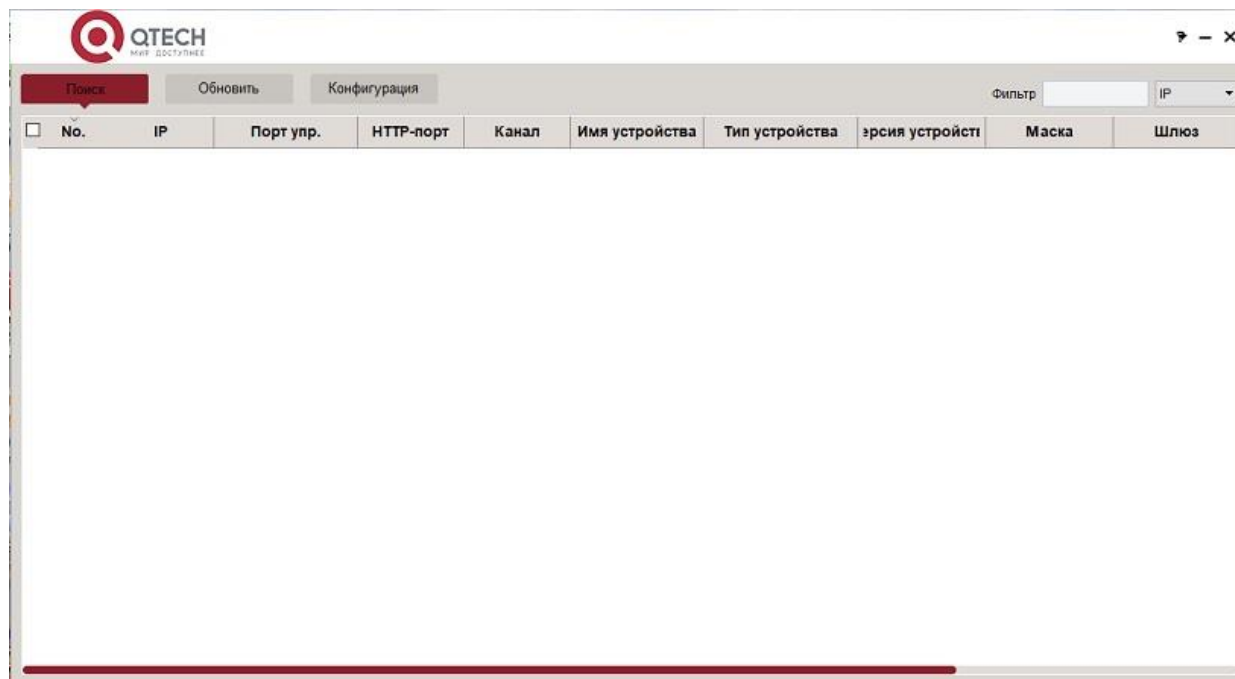 QTECH
МИР ДОСТУПНЕЕ
Поиск Обновить Конфигурация Фильтр IP
No. IP Порт упр. HTTP-порт Канал Имя устройства Тип устройства ерсия устройств Маска Шлюз